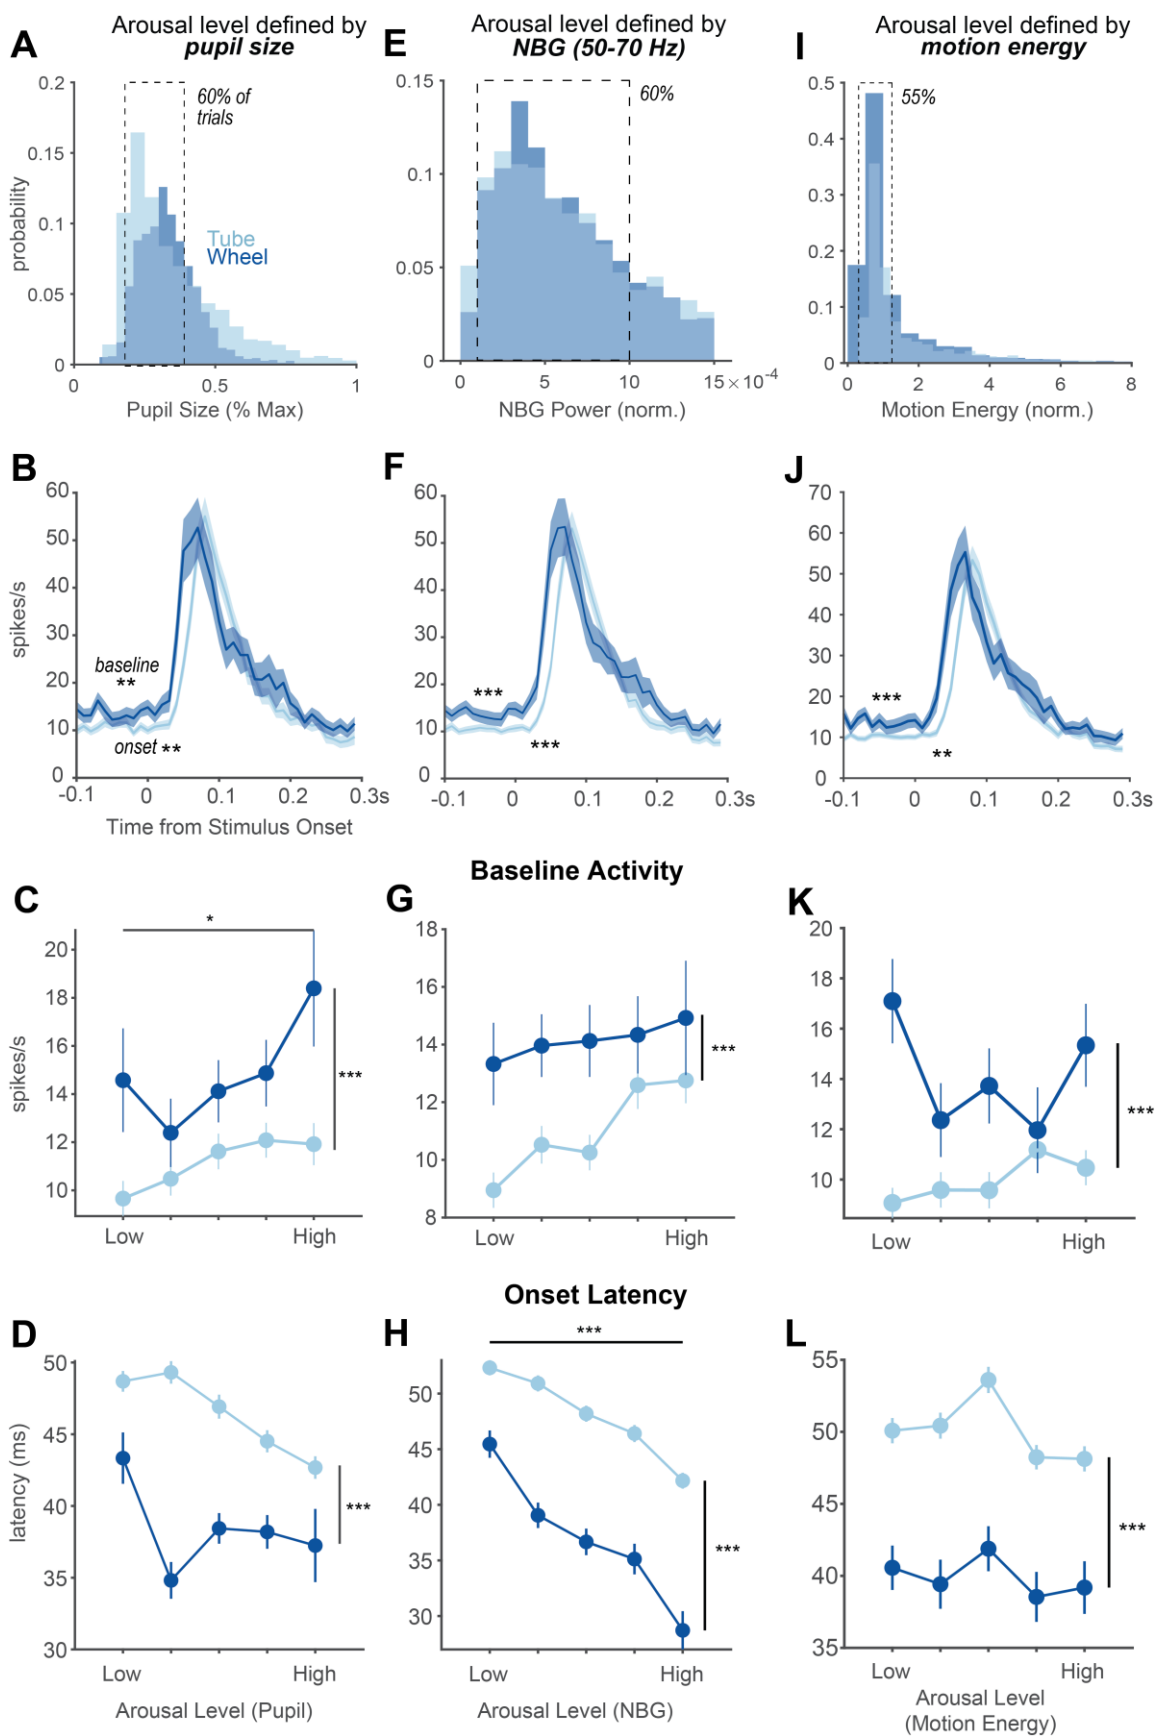 A
Arousal level defined by
pupil size
0.2
0.15
0.1
0.05
0
probability
60% of
trials
Tube
Wheel
0
0.5
1
Pupil Size (% Max)
E
Arousal level defined by
NBG (50-70 Hz)
0.15
0.1
0.05
0
60%
0
5
10
15×10⁻⁴
NBG Power (norm.)
I
Arousal level defined by
motion energy
0.5
0.4
0.3
0.2
0.1
0
55%
0
2
4
6
8
Motion Energy (norm.)
B
60
50
40
30
20
10
0
spikes/s
baseline
**
onset **
-0.1
0
0.1
0.2
0.3s
Time from Stimulus Onset
F
60
50
40
30
20
10
0
***
***
-0.1
0
0.1
0.2
0.3s
J
70
60
50
40
30
20
10
0
***
**
-0.1
0
0.1
0.2
0.3s
Baseline Activity
C
20
18
16
14
12
10
spikes/s
*
***
Low
High
G
18
16
14
12
10
8
***
Low
High
K
20
18
16
14
12
10
***
Low
High
Onset Latency
D
50
45
40
35
30
latency (ms)
***
Low
High
Arousal Level (Pupil)
H
***
50
45
40
35
30
***
Low
High
Arousal Level (NBG)
L
55
50
45
40
35
***
Low
High
Arousal Level
(Motion Energy)